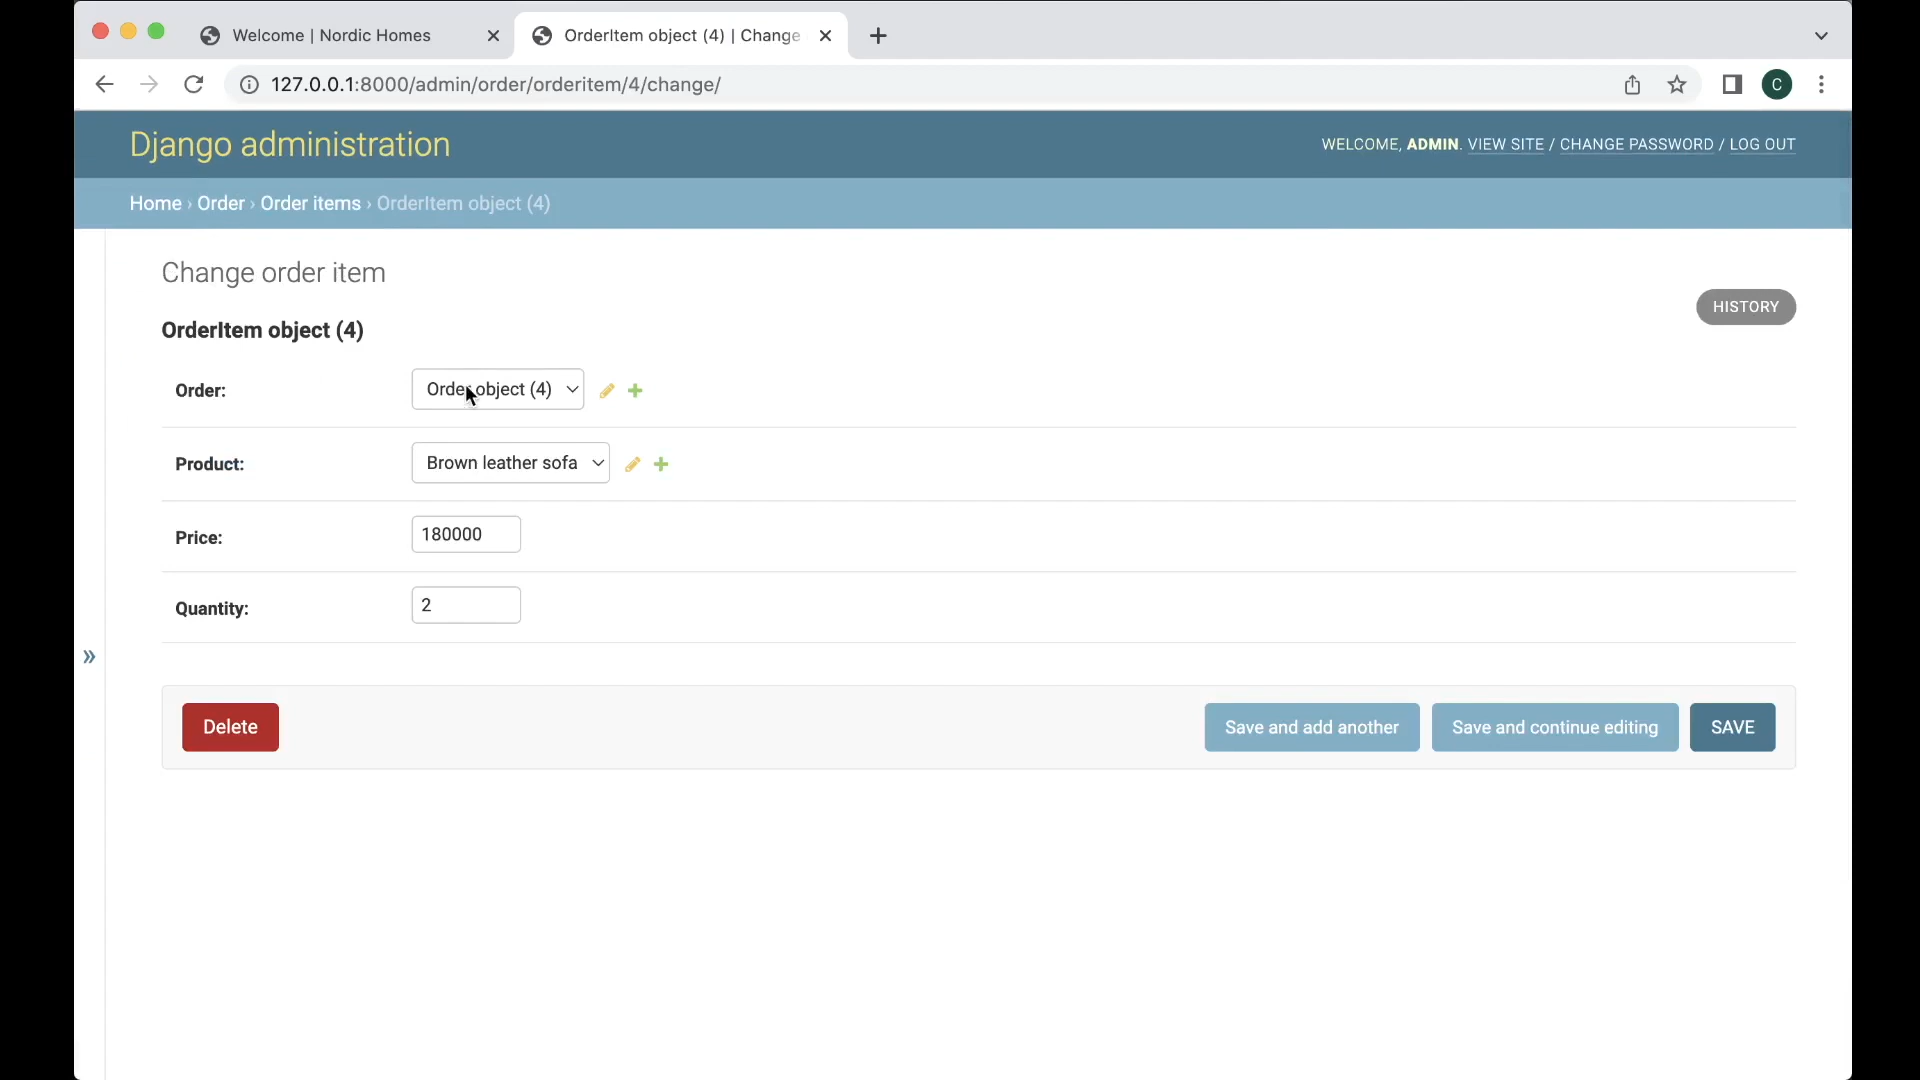 Welcome | Nordic Homes
OrderItem object (4) | Change
127.0.0.1:8000/admin/order/orderitem/4/change/
C
Django administration
WELCOME, ADMIN. VIEW SITE / CHANGE PASSWORD / LOG OUT
Home › Order › Order items › OrderItem object (4)
Change order item
HISTORY
OrderItem object (4)
Order: Order object (4)
Product: Brown leather sofa
Price: 180000
Quantity: 2
»
Delete Save and add another Save and continue editing SAVE